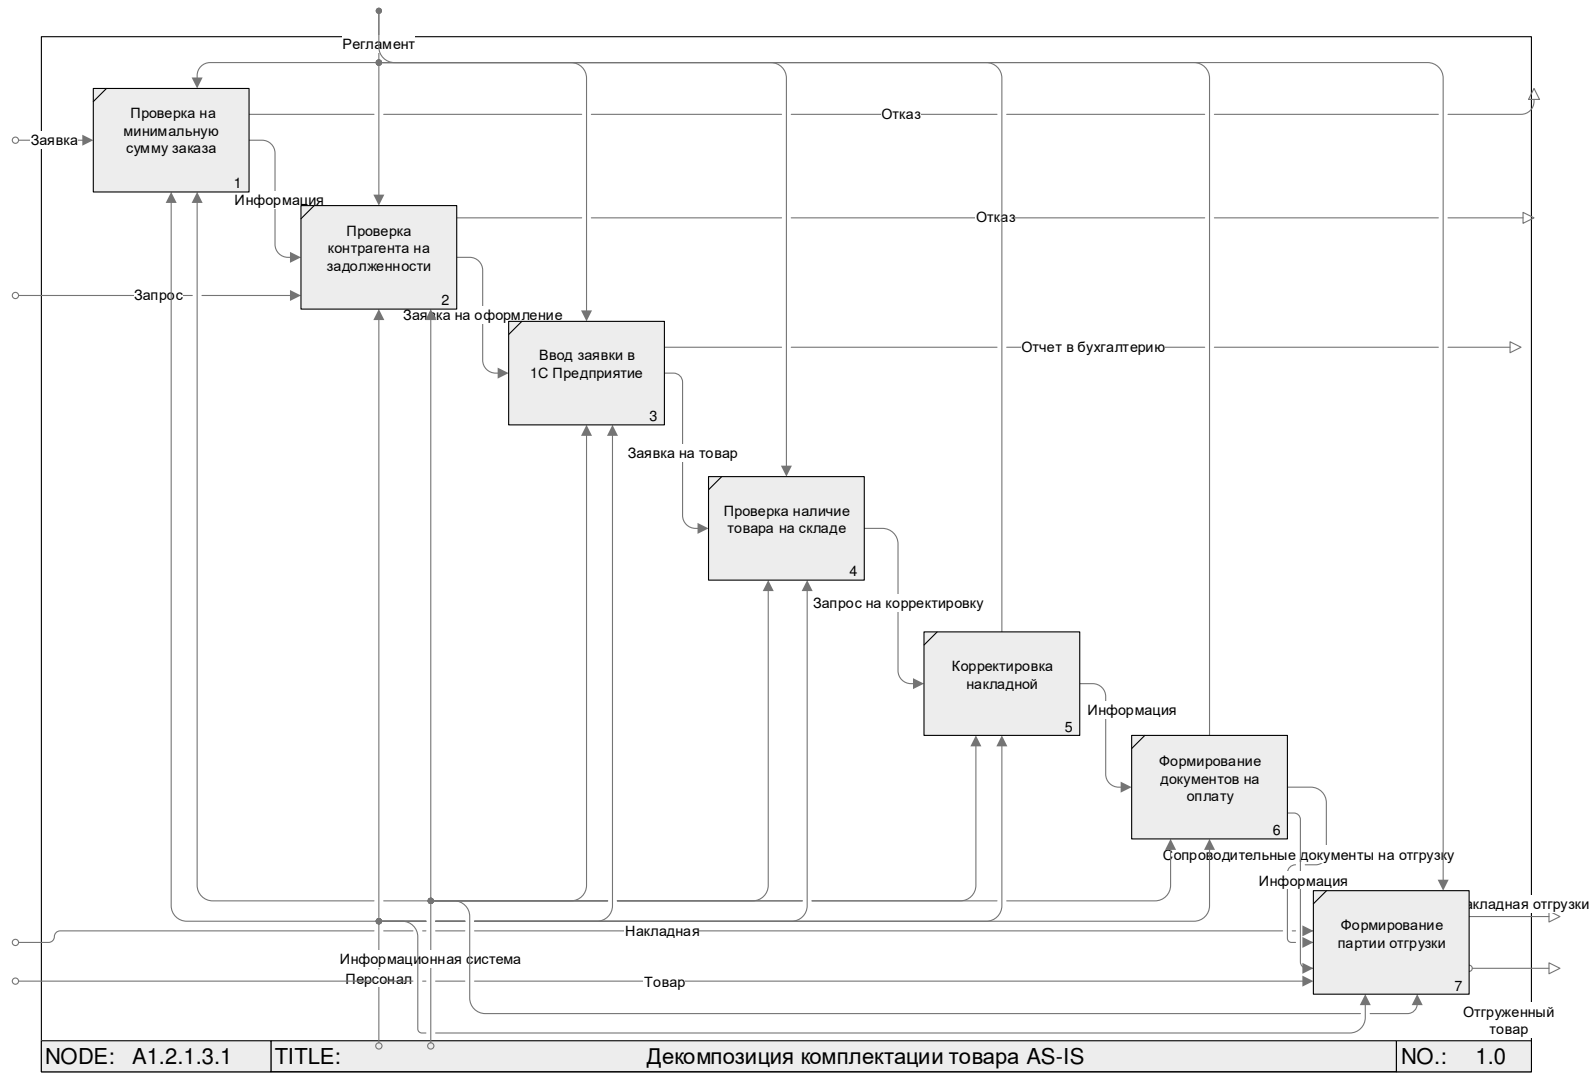 Регламент
Проверка на
минимальную
сумму заказа
1
Отказ
Заявка
Информация
Проверка
контрагента на
задолженности
2
Отказ
Запрос
Заявка на оформление
Ввод заявки в
1С Предприятие
3
Отчет в бухгалтерию
Заявка на товар
Проверка наличие
товара на складе
4
Запрос на корректировку
Корректировка
накладной
5
Информация
Формирование
документов на
оплату
6
Сопроводительные документы на отгрузку
Информация
Формирование
партии отгрузки
7
акладная отгрузки
Накладная
Информационная система
Персонал
Товар
Отгруженный
товар
NODE: A1.2.1.3.1
TITLE:
Декомпозиция комплектации товара AS-IS
NO.: 1.0